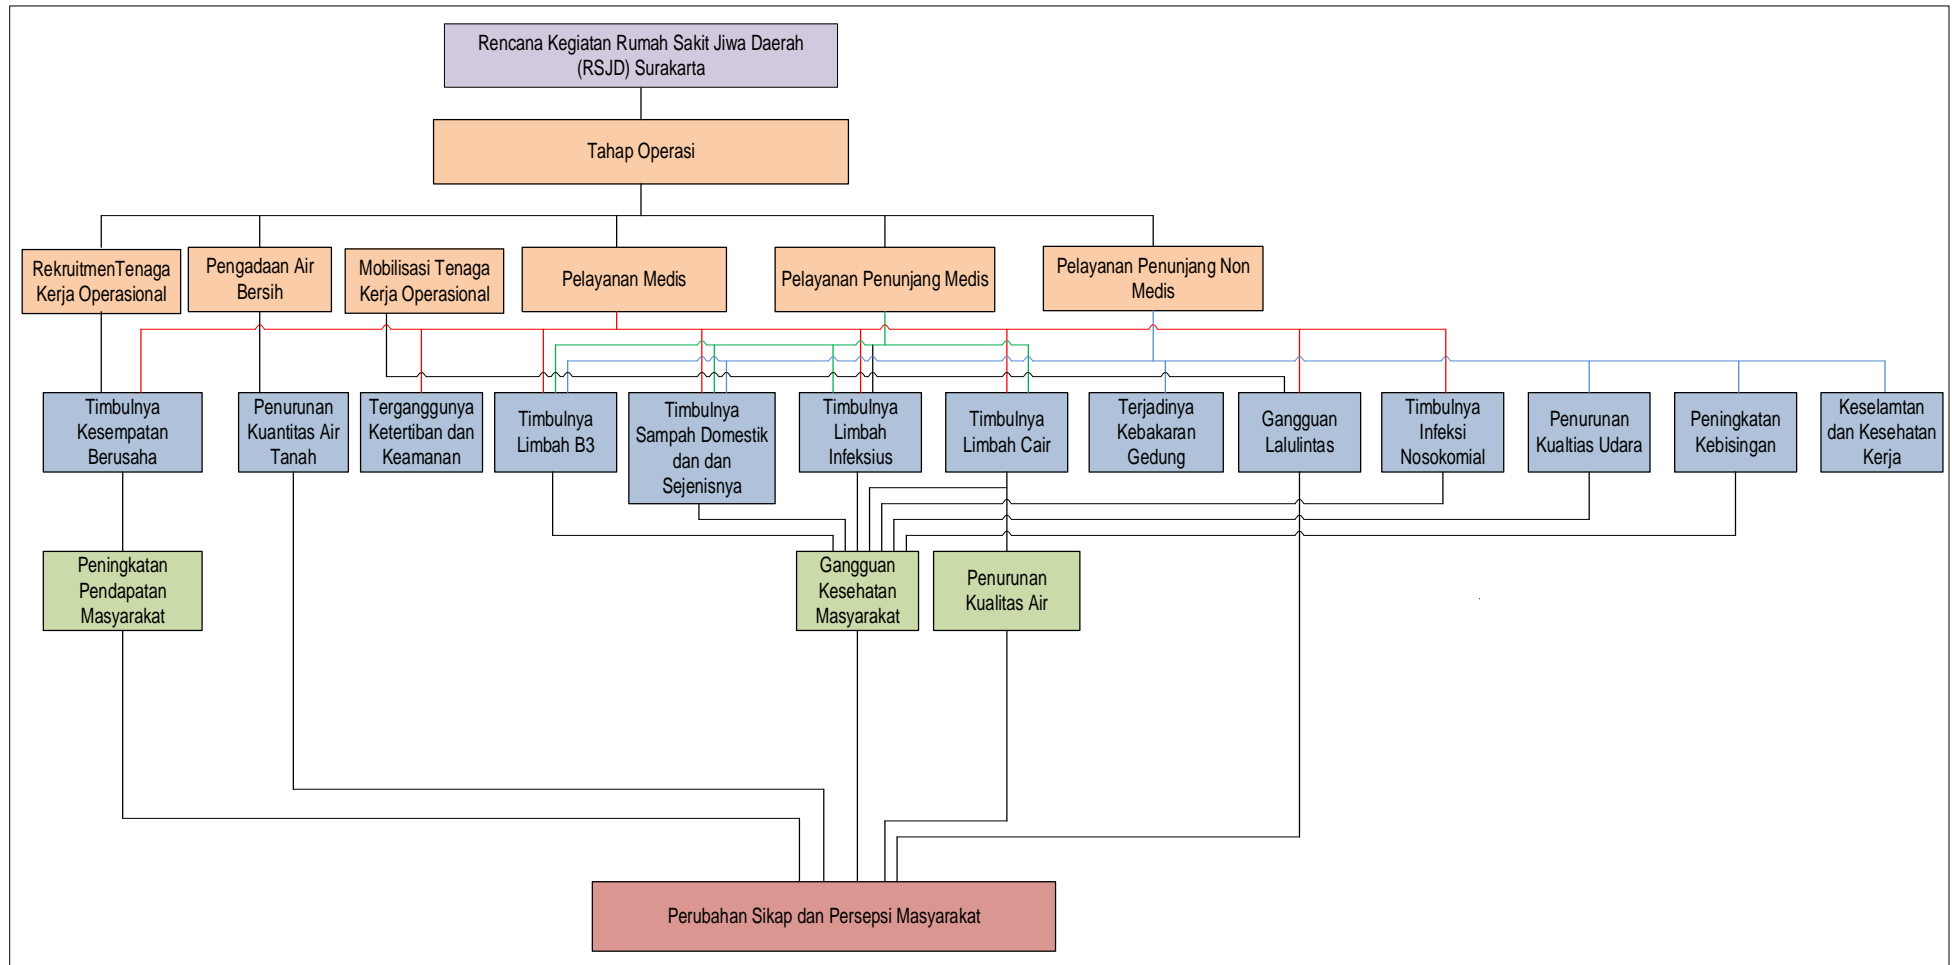 Rencana Kegiatan Rumah Sakit Jiwa Daerah
(RSJD) Surakarta
Tahap Operasi
RekruitmenTenaga
Kerja Operasional
Pengadaan Air
Bersih
Mobilisasi Tenaga
Kerja Operasional
Pelayanan Medis
Pelayanan Penunjang Medis
Pelayanan Penunjang Non
Medis
Timbulnya
Kesempatan
Berusaha
Penurunan
Kuantitas Air
Tanah
Terganggunya
Ketertiban dan
Keamanan
Timbulnya
Limbah B3
Timbulnya
Sampah Domestik
dan dan
Sejenisnya
Timbulnya
Limbah
Infeksius
Timbulnya
Limbah Cair
Terjadinya
Kebakaran
Gedung
Gangguan
Lalulintas
Timbulnya
Infeksi
Nosokomial
Penurunan
Kualtias Udara
Peningkatan
Kebisingan
Keselamtan
dan Kesehatan
Kerja
Peningkatan
Pendapatan
Masyarakat
Gangguan
Kesehatan
Masyarakat
Penurunan
Kualitas Air
Perubahan Sikap dan Persepsi Masyarakat